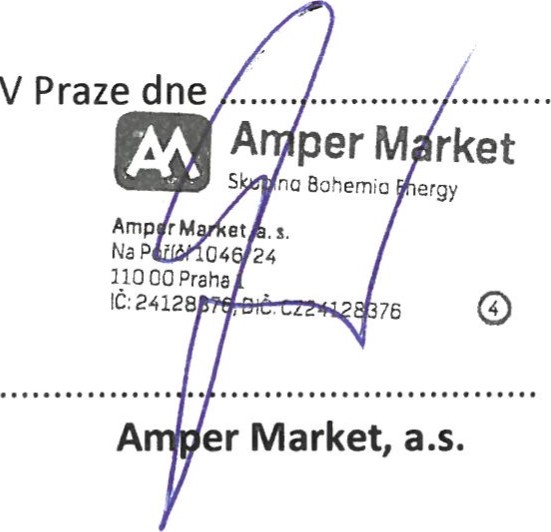 V Praze dne ........................................
AM Amper Market
Skupina Bohemia Energy
Amper Market, a. s.
Na Poříčí 1046/24
110 00 Praha 1
IČ: 24128376, DIČ: CZ24128376
4
................................................................................
Amper Market, a.s.